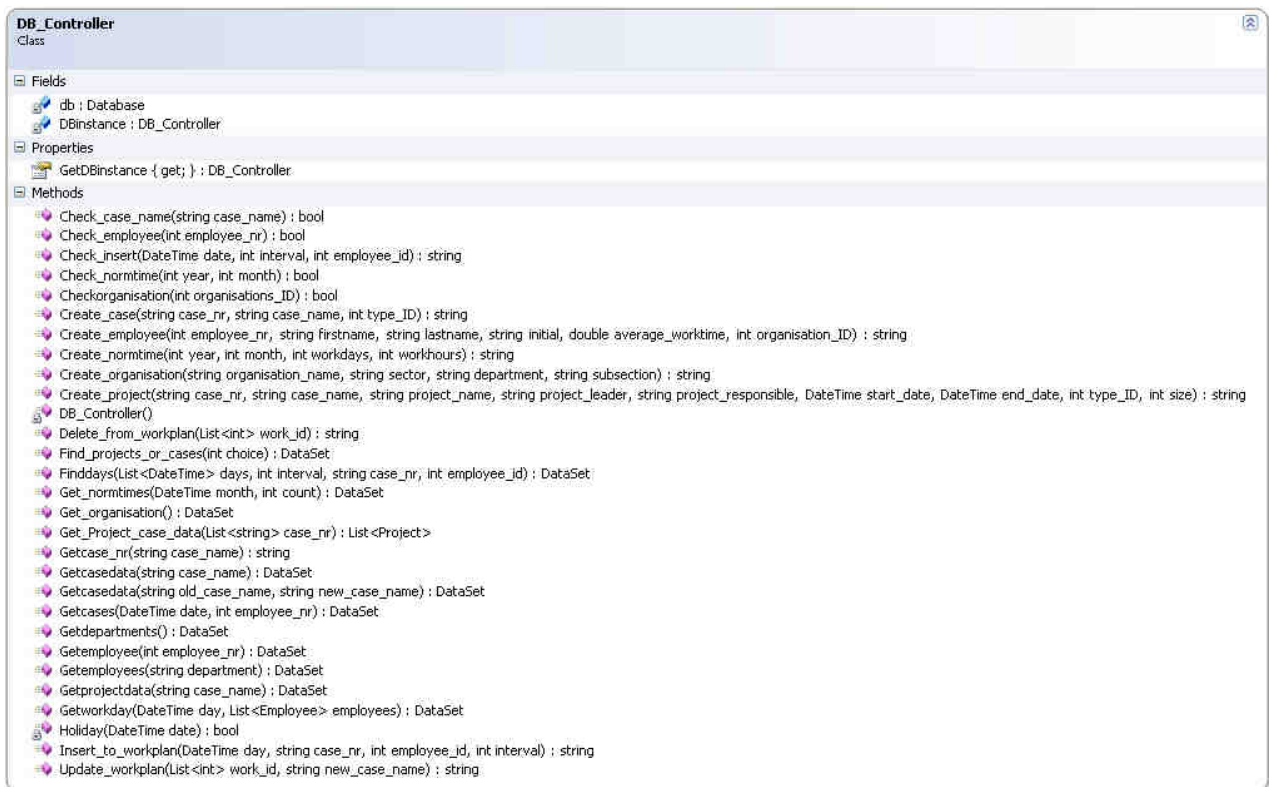 DB_Controller
Class
Fields
db : Database
DBinstance : DB_Controller
Properties
GetDBinstance { get; } : DB_Controller
Methods
Check_case_name(string case_name) : bool
Check_employee(int employee_nr) : bool
Check_insert(DateTime date, int interval, int employee_id) : string
Check_normtime(int year, int month) : bool
Checkorganisation(int organisations_ID) : bool
Create_case(string case_nr, string case_name, int type_ID) : string
Create_employee(int employee_nr, string firstname, string lastname, string initial, double average_worktime, int organisation_ID) : string
Create_normtime(int year, int month, int workdays, int workhours) : string
Create_organisation(string organisation_name, string sector, string department, string subsection) : string
Create_project(string case_nr, string case_name, string project_name, string project_leader, string project_responsible, DateTime start_date, DateTime end_date, int type_ID, int size) : string
DB_Controller()
Delete_from_workplan(List<int> work_id) : string
Find_projects_or_cases(int choice) : DataSet
Finddays(List<DateTime> days, int interval, string case_nr, int employee_id) : DataSet
Get_normtimes(DateTime month, int count) : DataSet
Get_organisation() : DataSet
Get_Project_case_data(List<string> case_nr) : List<Project>
Getcase_nr(string case_name) : string
Getcasedata(string case_name) : DataSet
Getcasedata(string old_case_name, string new_case_name) : DataSet
Getcases(DateTime date, int employee_nr) : DataSet
Getdepartments() : DataSet
Getemployee(int employee_nr) : DataSet
Getemployees(string department) : DataSet
Getprojectdata(string case_name) : DataSet
Getworkday(DateTime day, List<Employee> employees) : DataSet
Holiday(DateTime date) : bool
Insert_to_workplan(DateTime day, string case_nr, int employee_id, int interval) : string
Update_workplan(List<int> work_id, string new_case_name) : string